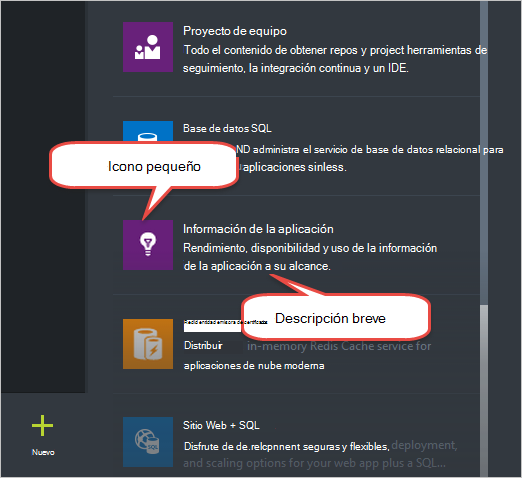 Proyecto de equipo
Todo el contenido de obtener repos y project herramientas de
seguimiento, la integración continua y un IDE.
Base de datos SQL
ND administra el servicio de base de datos relacional para
aplicaciones sinless.
Icono pequeño
Información de la aplicación
Rendimiento, disponibilidad y uso de la información
de la aplicación a su alcance.
Descripción breve
Redid entidad emisora de certificados
Distribuir in-memory Redis Cache service for
aplicaciones de nube moderna
Sitio Web + SQL
Disfrute de de.relopnnent seguras y flexibles, deployment,
and scaling options for your web app plus a SQL...
Nuevo